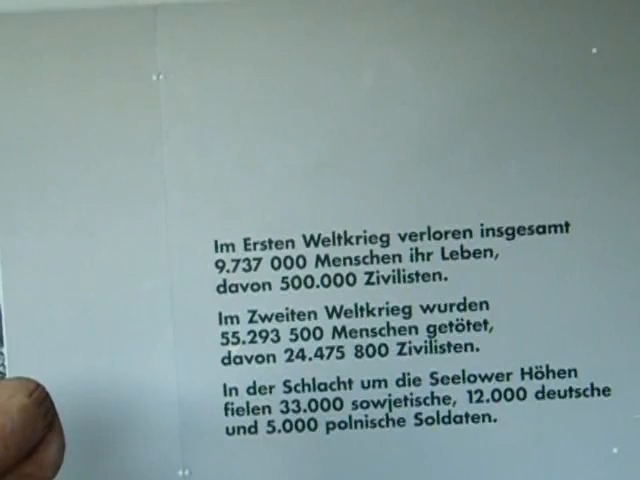 Im Ersten Weltkrieg verloren insgesamt
9.737 000 Menschen ihr Leben,
davon 500.000 Zivilisten.
Im Zweiten Weltkrieg wurden
55.293 500 Menschen getötet,
davon 24.475 800 Zivilisten.
In der Schlacht um die Seelower Höhen
fielen 33.000 sowjetische, 12.000 deutsche
und 5.000 polnische Soldaten.